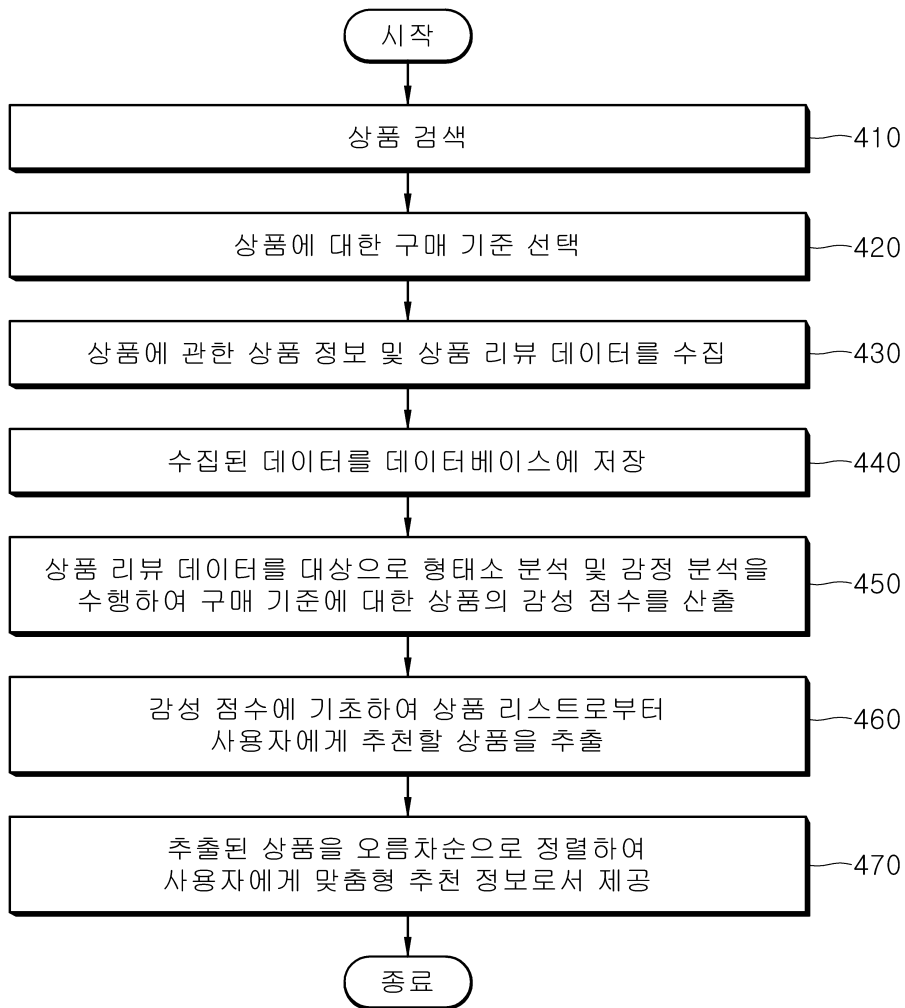 시작
상품 검색
410
상품에 대한 구매 기준 선택
420
상품에 관한 상품 정보 및 상품 리뷰 데이터를 수집
430
수집된 데이터를 데이터베이스에 저장
440
상품 리뷰 데이터를 대상으로 형태소 분석 및 감정 분석을
수행하여 구매 기준에 대한 상품의 감성 점수를 산출
450
감성 점수에 기초하여 상품 리스트로부터
사용자에게 추천할 상품을 추출
460
추출된 상품을 오름차순으로 정렬하여
사용자에게 맞춤형 추천 정보로서 제공
470
종료